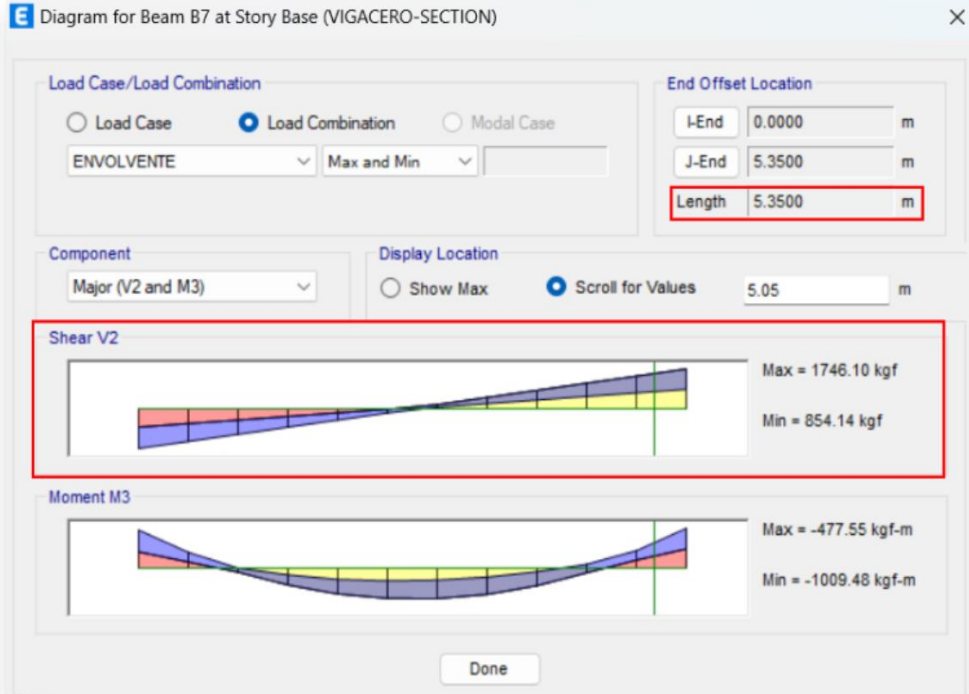 E Diagram for Beam B7 at Story Base (VIGACERO-SECTION)
Load Case/Load Combination
Load Case Load Combination Modal Case
ENVOLVENTE Max and Min
End Offset Location
I-End 0.0000 m
J-End 5.3500 m
Length 5.3500 m
Component
Major (V2 and M3)
Display Location
Show Max Scroll for Values 5.05 m
Shear V2
Max = 1746.10 kgf
Min = 854.14 kgf
Moment M3
Max = -477.55 kgf-m
Min = -1009.48 kgf-m
Done